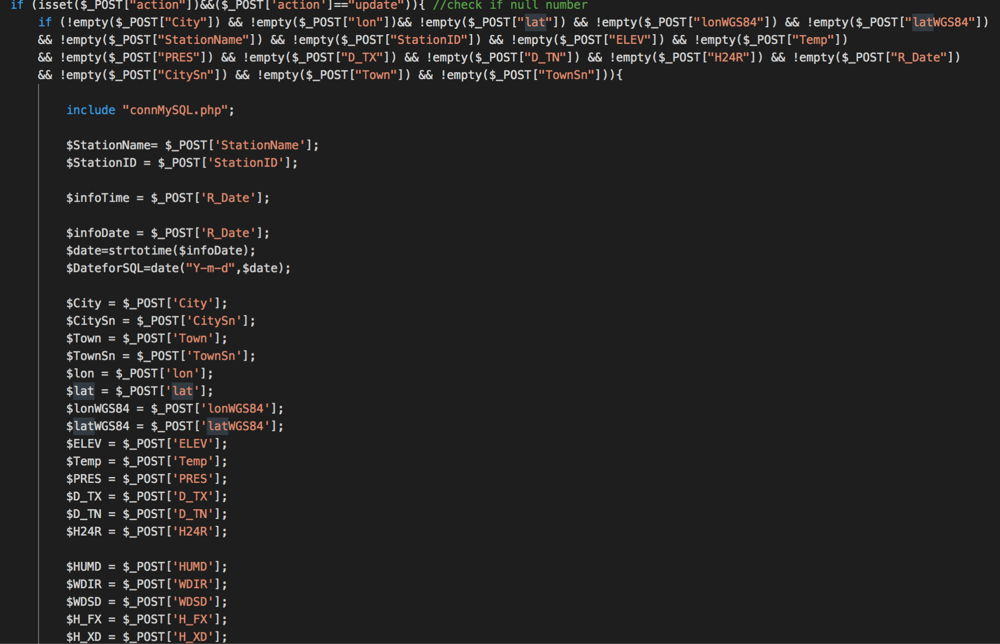 if (isset($_POST["action"])&&($_POST['action']=="update")){ //check if null number
if (!empty($_POST["City"]) && !empty($_POST["lon"])&& !empty($_POST["lat"]) && !empty($_POST["lonWGS84"]) && !empty($_POST["latWGS84"])
&& !empty($_POST["StationName"]) && !empty($_POST["StationID"]) && !empty($_POST["ELEV"]) && !empty($_POST["Temp"])
&& !empty($_POST["PRES"]) && !empty($_POST["D_TX"]) && !empty($_POST["D_TN"]) && !empty($_POST["H24R"]) && !empty($_POST["R_Date"])
&& !empty($_POST["CitySn"]) && !empty($_POST["Town"]) && !empty($_POST["TownSn"])){
include "connMySQL.php";
$StationName= $_POST['StationName'];
$StationID = $_POST['StationID'];
$infoTime = $_POST['R_Date'];
$infoDate = $_POST['R_Date'];
$date=strtotime($infoDate);
$DateforSQL=date("Y-m-d",$date);
$City = $_POST['City'];
$CitySn = $_POST['CitySn'];
$Town = $_POST['Town'];
$TownSn = $_POST['TownSn'];
$lon = $_POST['lon'];
$lat = $_POST['lat'];
$lonWGS84 = $_POST['lonWGS84'];
$latWGS84 = $_POST['latWGS84'];
$ELEV = $_POST['ELEV'];
$Temp = $_POST['Temp'];
$PRES = $_POST['PRES'];
$D_TX = $_POST['D_TX'];
$D_TN = $_POST['D_TN'];
$H24R = $_POST['H24R'];
$HUMD = $_POST['HUMD'];
$WDIR = $_POST['WDIR'];
$WDSD = $_POST['WDSD'];
$H_FX = $_POST['H_FX'];
$H_XD = $_POST['H_XD'];